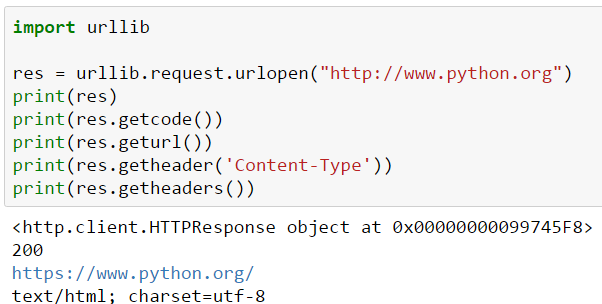 import urllib
res = urllib.request.urlopen("http://www.python.org")
print(res)
print(res.getcode())
print(res.geturl())
print(res.getheader('Content-Type'))
print(res.getheaders())
<http.client.HTTPResponse object at 0x00000000099745F8>
200
https://www.python.org/
text/html; charset=utf-8